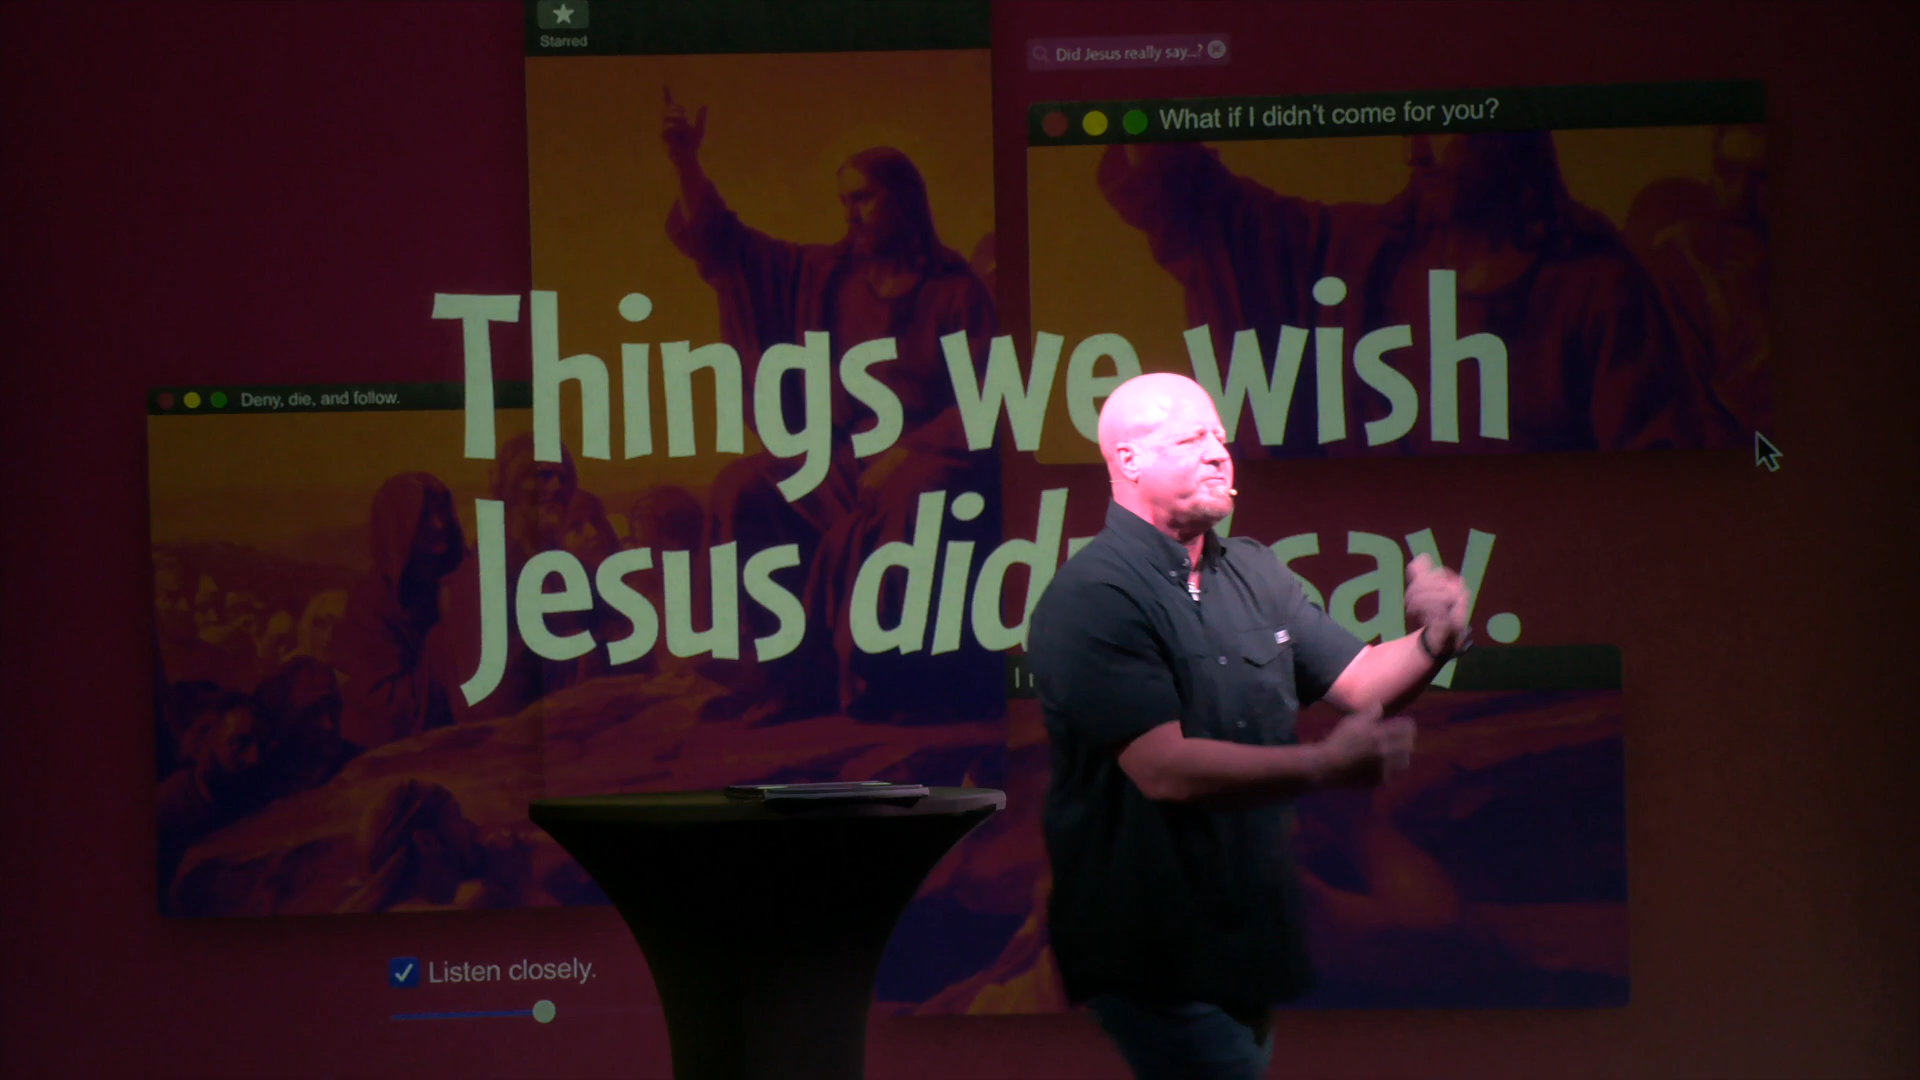 Starred
Did Jesus really say...?
What if I didn't come for you?
Deny, die, and follow.
Things we wish
Jesus say.
Listen closely.